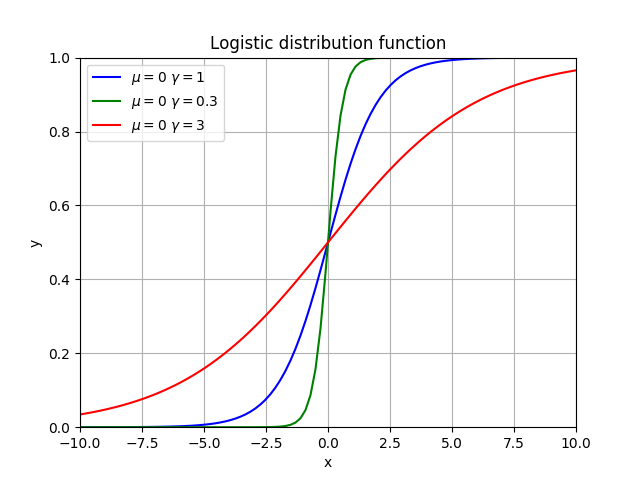 Logistic distribution function
μ = 0 γ = 1
μ = 0 γ = 0.3
μ = 0 γ = 3
y
1.0
0.8
0.6
0.4
0.2
0.0
−10.0 −7.5 −5.0 −2.5 0.0 2.5 5.0 7.5 10.0
x